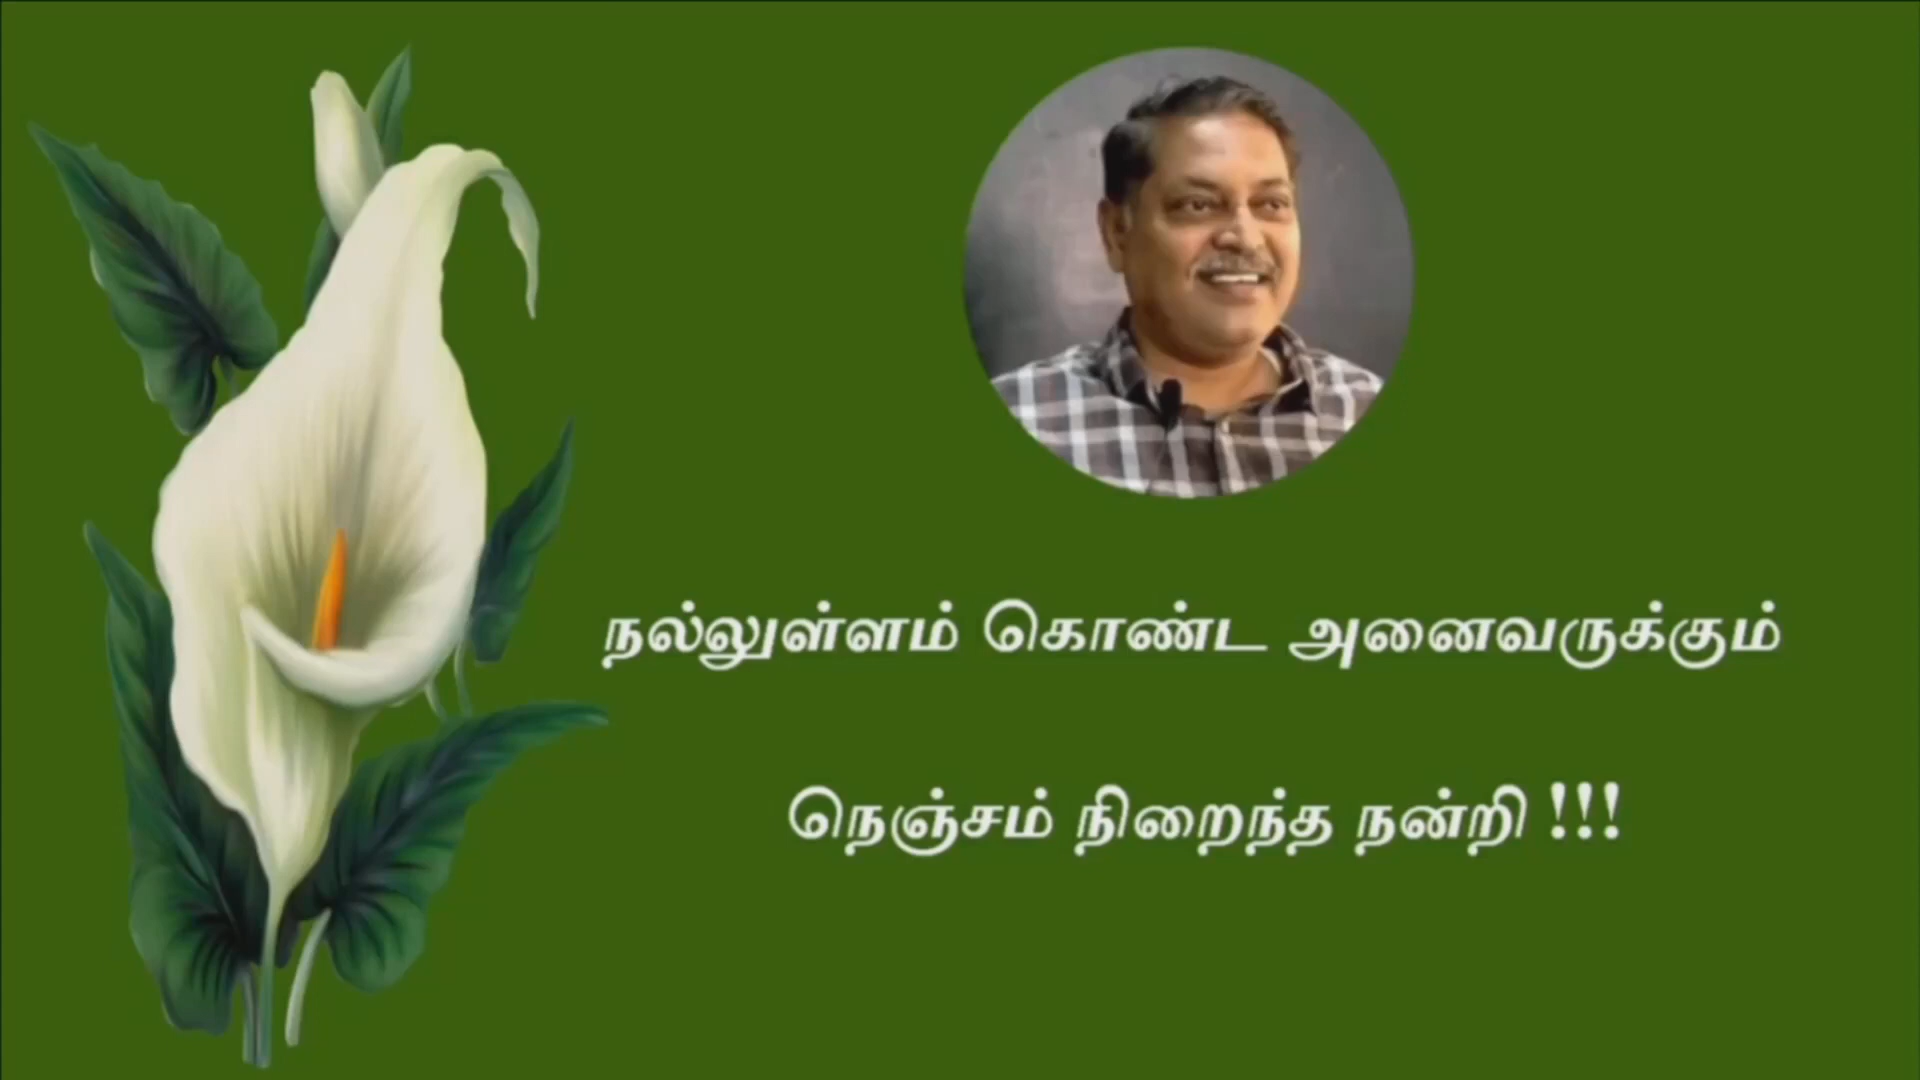 நல்லுள்ளம் கொண்ட அனைவருக்கும்
நெஞ்சம் நிறைந்த நன்றி !!!